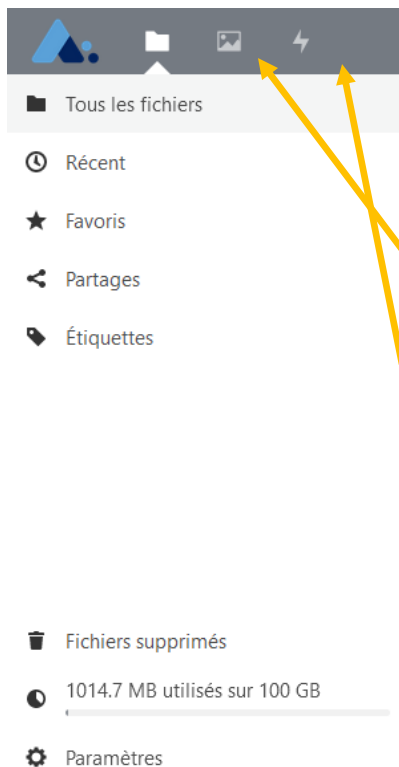 Tous les fichiers
Récent
Favoris
Partages
Étiquettes
Fichiers supprimés
1014.7 MB utilisés sur 100 GB
Paramètres